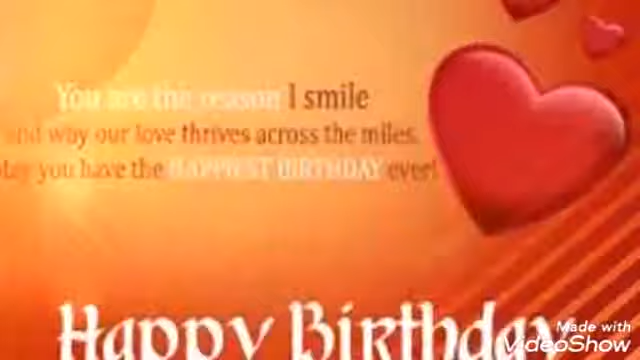 You are the reason I smile
and why our love thrives across the miles.
May you have the HAPPIEST BIRTHDAY ever!
Happy Birthday
Made with
VideoShow